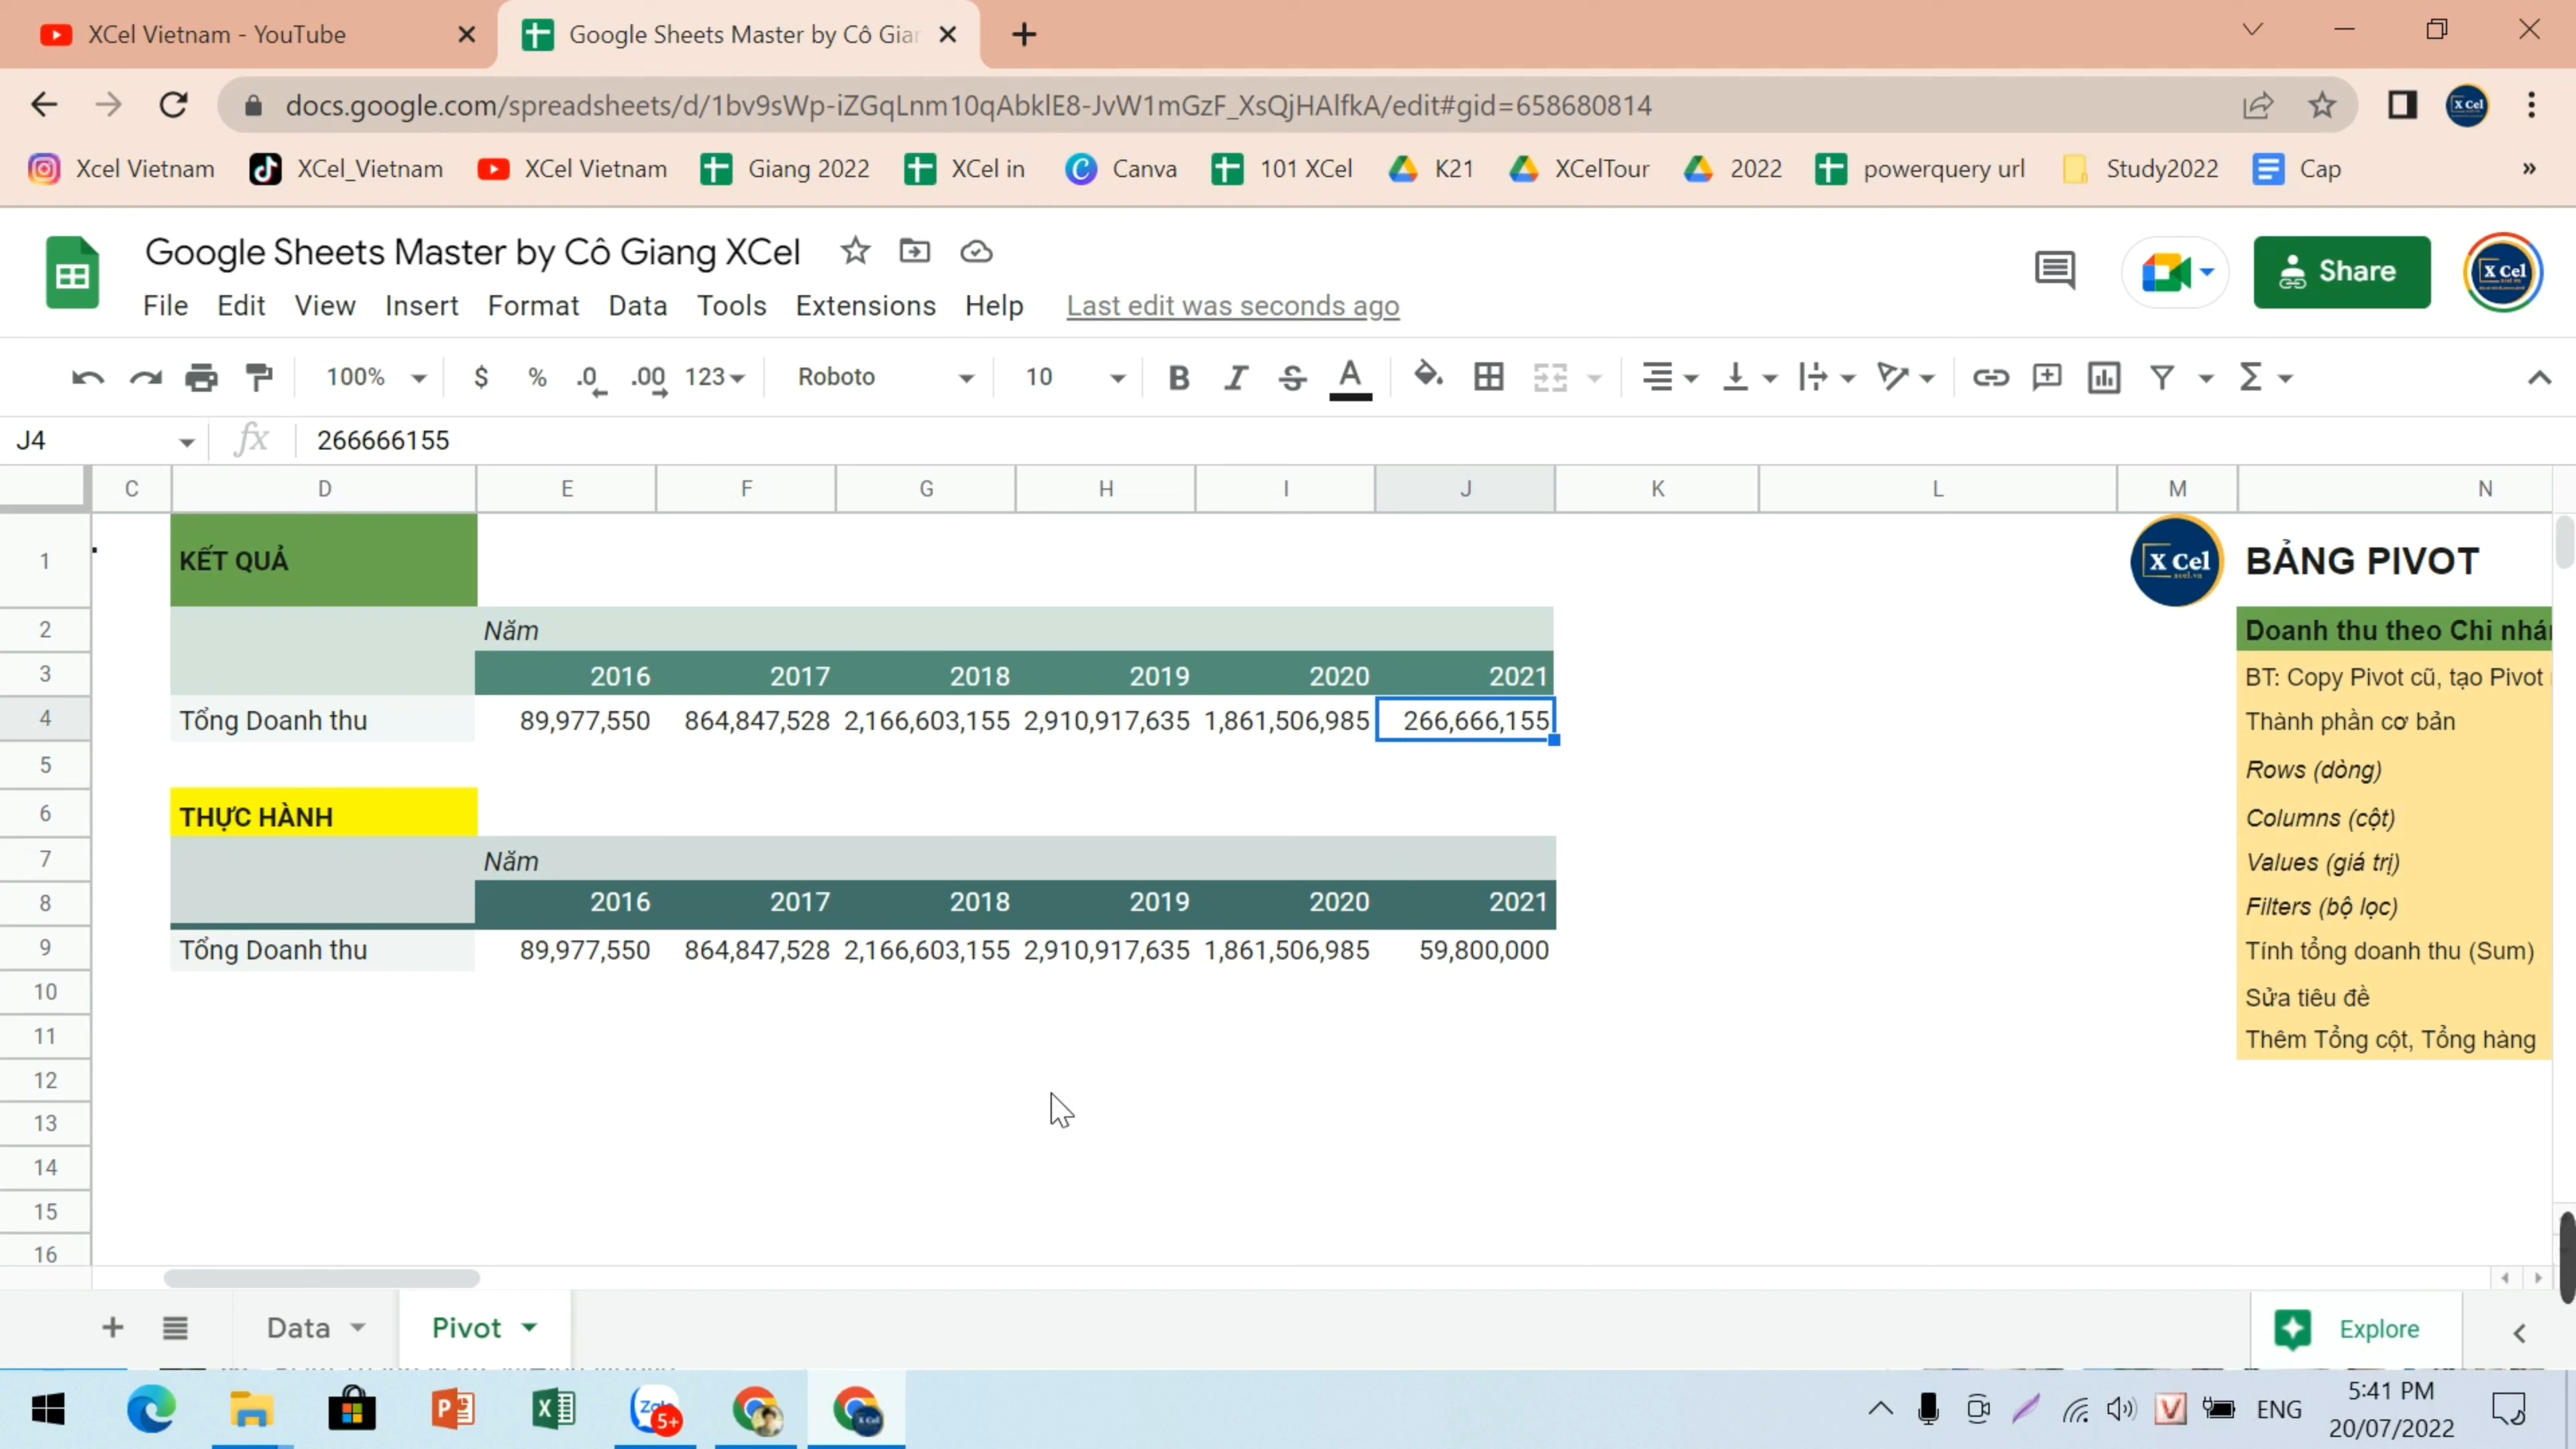 XCel Vietnam - YouTube
Google Sheets Master by Cô Giar
docs.google.com/spreadsheets/d/1bv9sWp-iZGqLnm10qAbklE8-JvW1mGzF_XsQjHAlfkA/edit#gid=658680814
Xcel Vietnam XCel_Vietnam XCel Vietnam Giang 2022 XCel in Canva 101 XCel K21 XCelTour 2022 powerquery url Study2022 Cap »
Google Sheets Master by Cô Giang XCel
Share
File Edit View Insert Format Data Tools Extensions Help Last edit was seconds ago
100% $ % .0 .00 123 Roboto 10 B I S A
J4 fx 266666155
C D E F G H I J K L M N
1 KẾT QUẢ X Cel BẢNG PIVOT
2 Năm Doanh thu theo Chi nhá
3 2016 2017 2018 2019 2020 2021 BT: Copy Pivot cũ, tạo Pivot
4 Tổng Doanh thu 89,977,550 864,847,528 2,166,603,155 2,910,917,635 1,861,506,985 266,666,155 Thành phần cơ bản
5 Rows (dòng)
6 THỰC HÀNH Columns (cột)
7 Năm Values (giá trị)
8 2016 2017 2018 2019 2020 2021 Filters (bộ lọc)
9 Tổng Doanh thu 89,977,550 864,847,528 2,166,603,155 2,910,917,635 1,861,506,985 59,800,000 Tính tổng doanh thu (Sum)
10 Sửa tiêu đề
11 Thêm Tổng cột, Tổng hàng
12
13
14
15
16
Data Pivot Explore
Zalo 5+ ENG 5:41 PM
20/07/2022